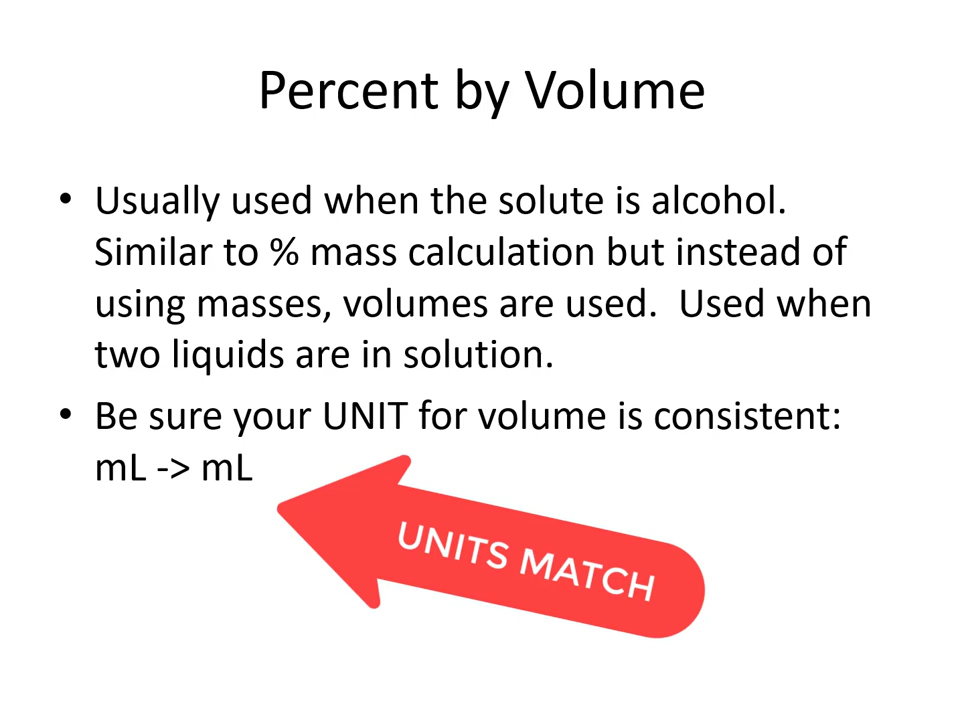 Percent by Volume
• Usually used when the solute is alcohol.
Similar to % mass calculation but instead of
using masses, volumes are used.  Used when
two liquids are in solution.
• Be sure your UNIT for volume is consistent:
mL -> mL
UNITS MATCH